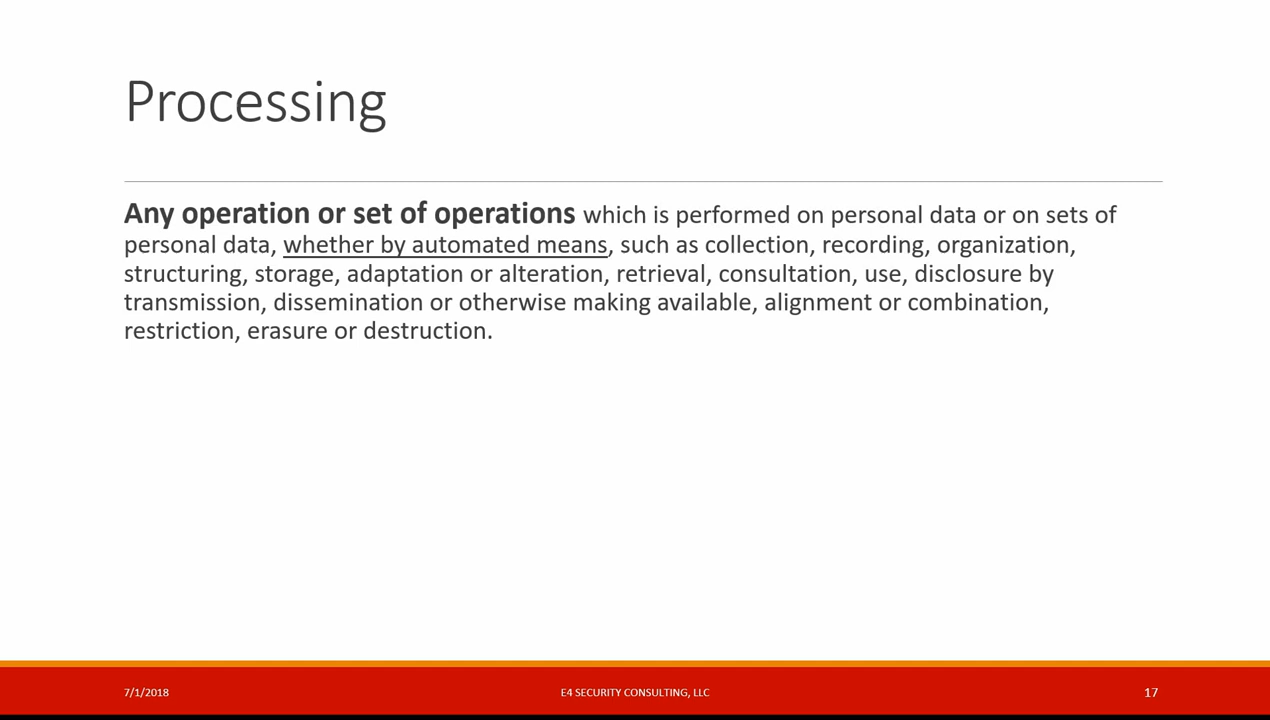 Processing
Any operation or set of operations which is performed on personal data or on sets of
personal data, whether by automated means, such as collection, recording, organization,
structuring, storage, adaptation or alteration, retrieval, consultation, use, disclosure by
transmission, dissemination or otherwise making available, alignment or combination,
restriction, erasure or destruction.
7/1/2018
E4 SECURITY CONSULTING, LLC
17